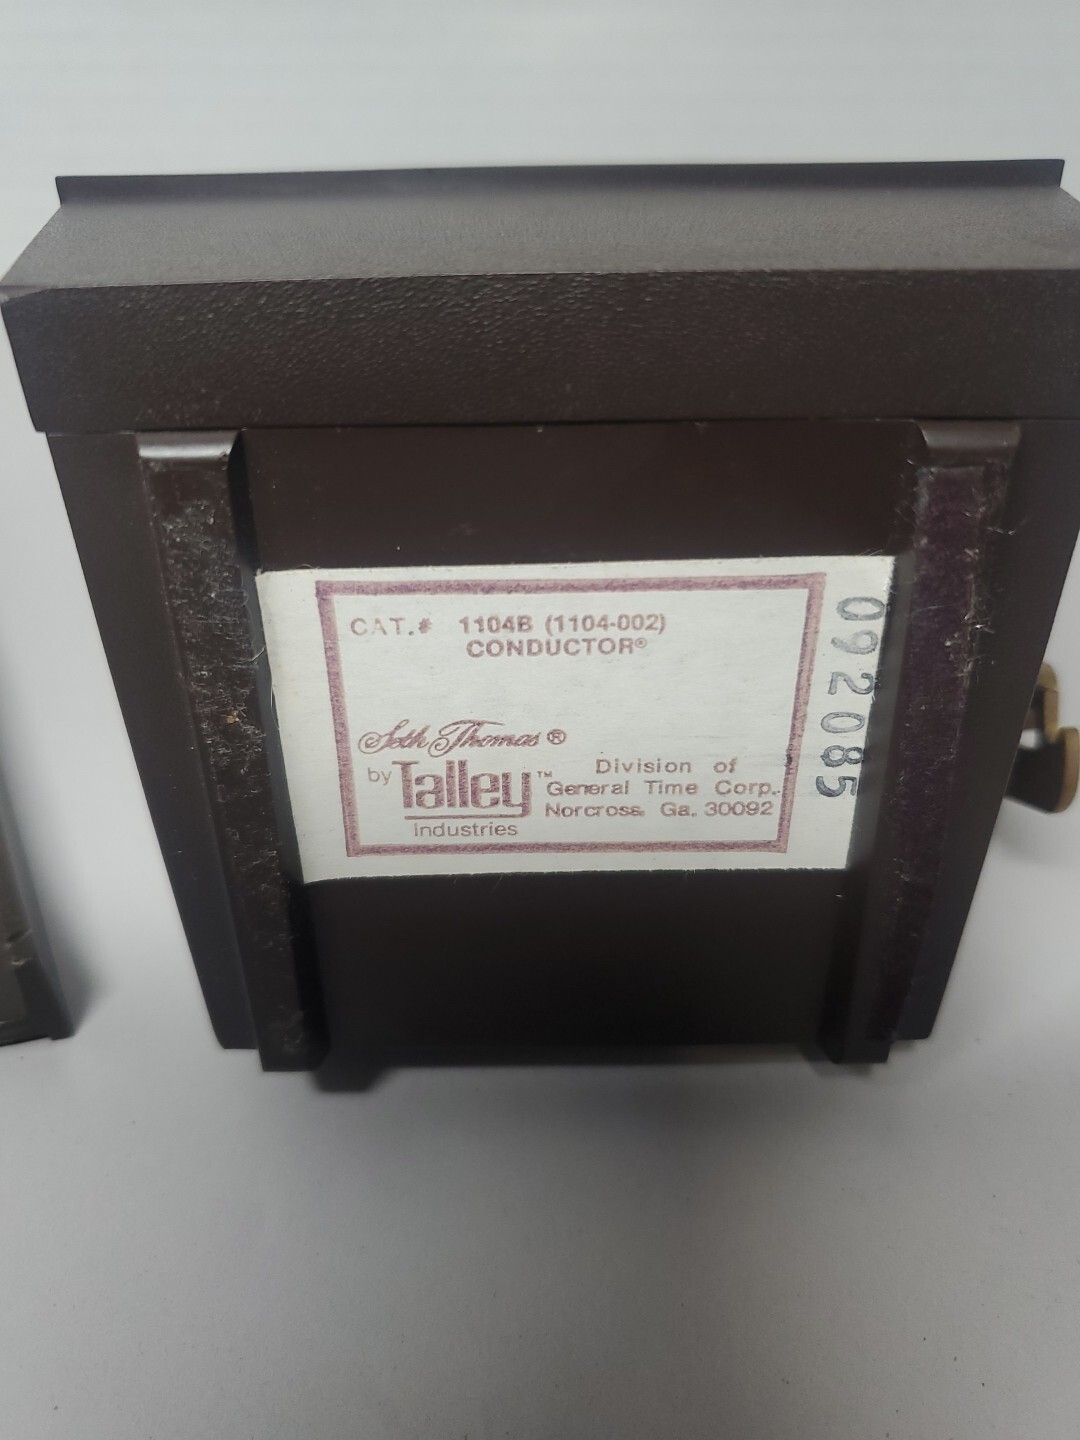 CAT.# 1104B (1104-002)
CONDUCTOR®
Seth Thomas®
by Talley™
Industries
Division of
General Time Corp.
Norcross, Ga. 30092
092085